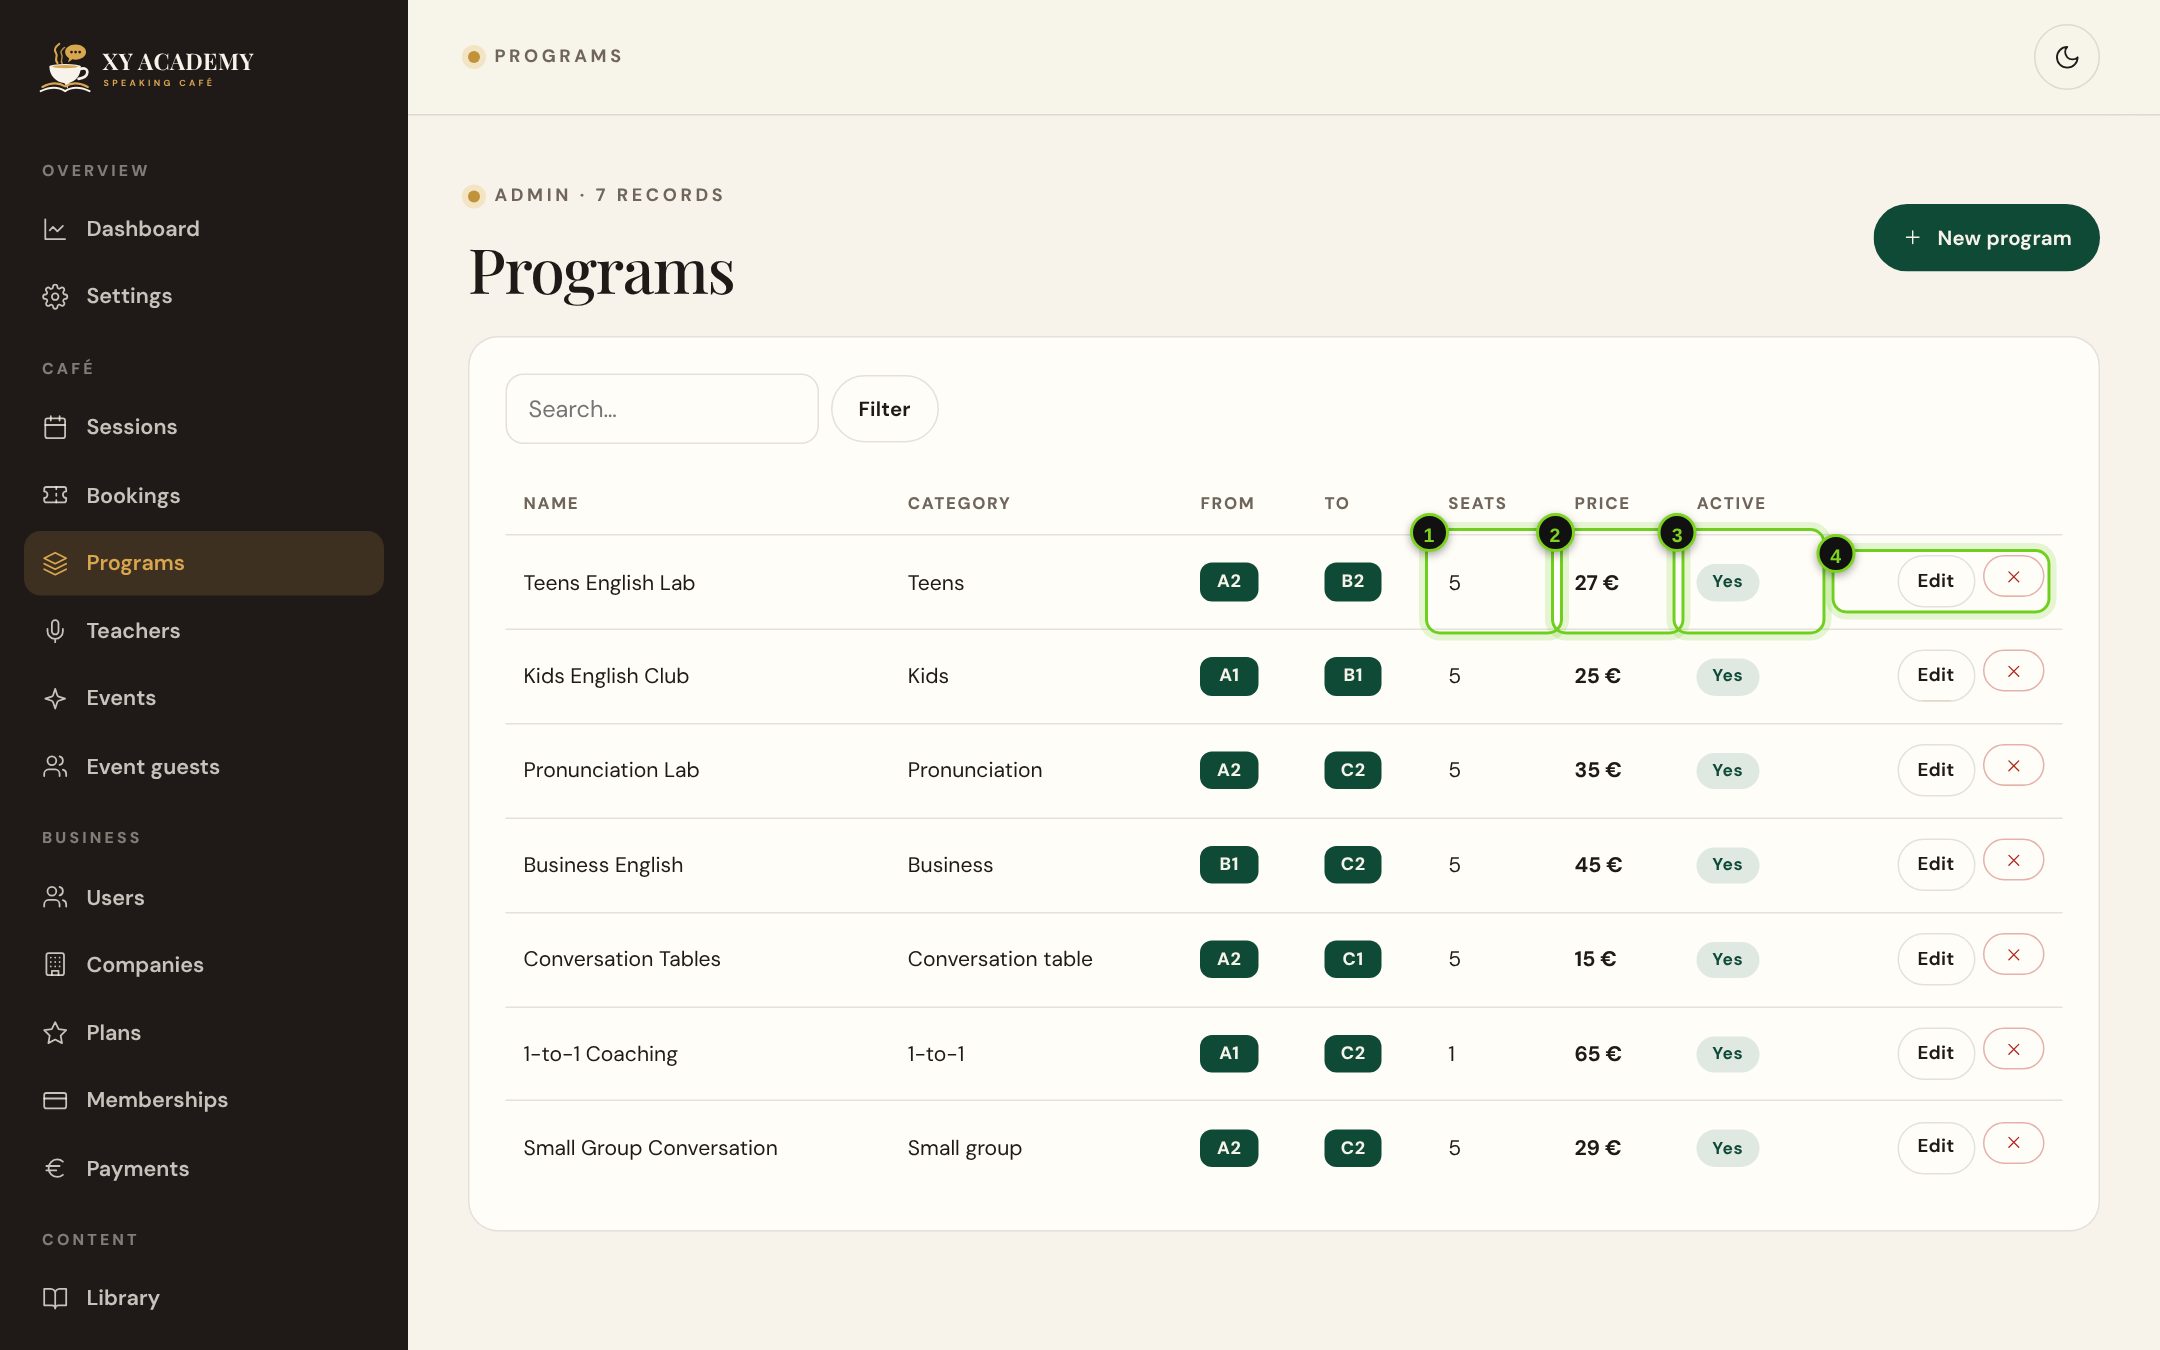 XY ACADEMY
SPEAKING CAFÉ
OVERVIEW
Dashboard
Settings
CAFÉ
Sessions
Bookings
Programs
Teachers
Events
Event guests
BUSINESS
Users
Companies
Plans
Memberships
Payments
CONTENT
Library
PROGRAMS
ADMIN · 7 RECORDS
Programs
+ New program
Search...
Filter
NAME CATEGORY FROM TO SEATS PRICE ACTIVE
1 2 3 4
Teens English Lab Teens A2 B2 5 27 € Yes Edit ×
Kids English Club Kids A1 B1 5 25 € Yes Edit ×
Pronunciation Lab Pronunciation A2 C2 5 35 € Yes Edit ×
Business English Business B1 C2 5 45 € Yes Edit ×
Conversation Tables Conversation table A2 C1 5 15 € Yes Edit ×
1-to-1 Coaching 1-to-1 A1 C2 1 65 € Yes Edit ×
Small Group Conversation Small group A2 C2 5 29 € Yes Edit ×